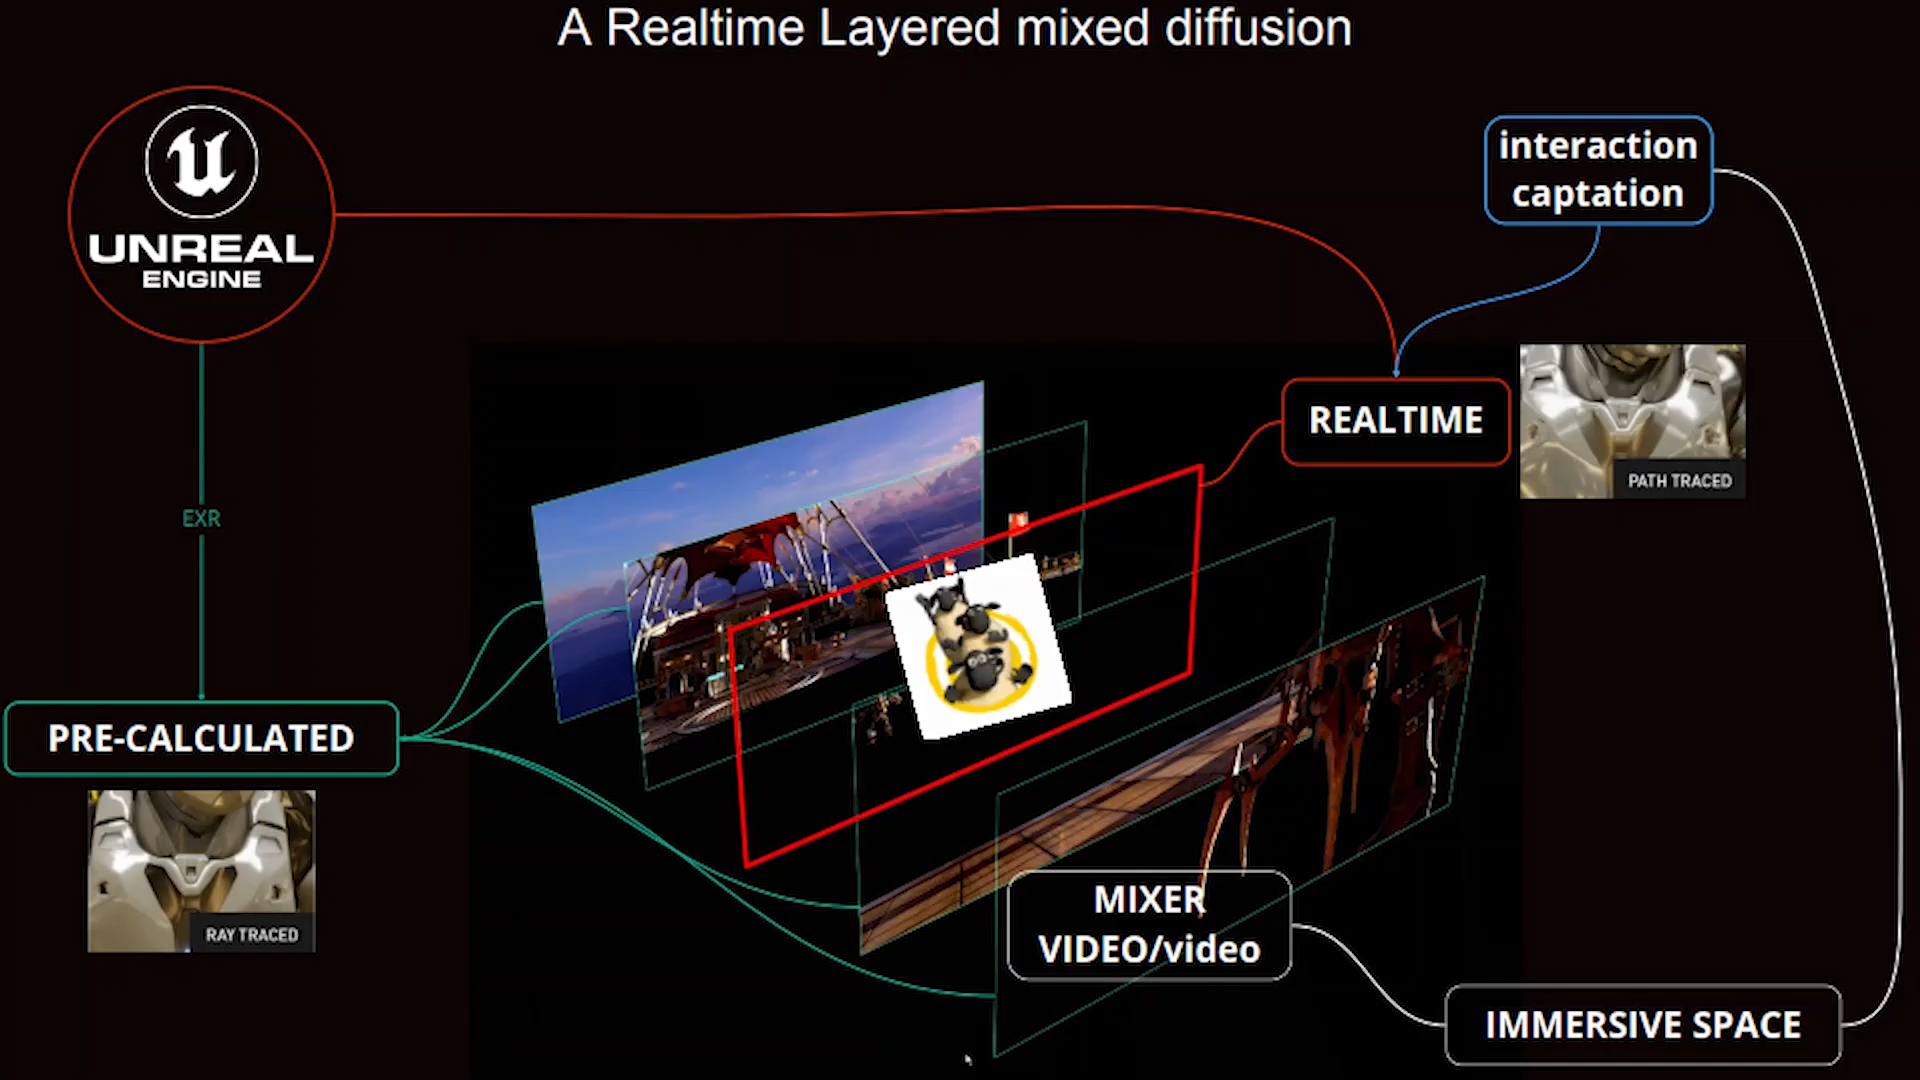 A Realtime Layered mixed diffusion
UNREAL
ENGINE
interaction
captation
REALTIME
PATH TRACED
EXR
PRE-CALCULATED
RAY TRACED
MIXER
VIDEO/video
IMMERSIVE SPACE